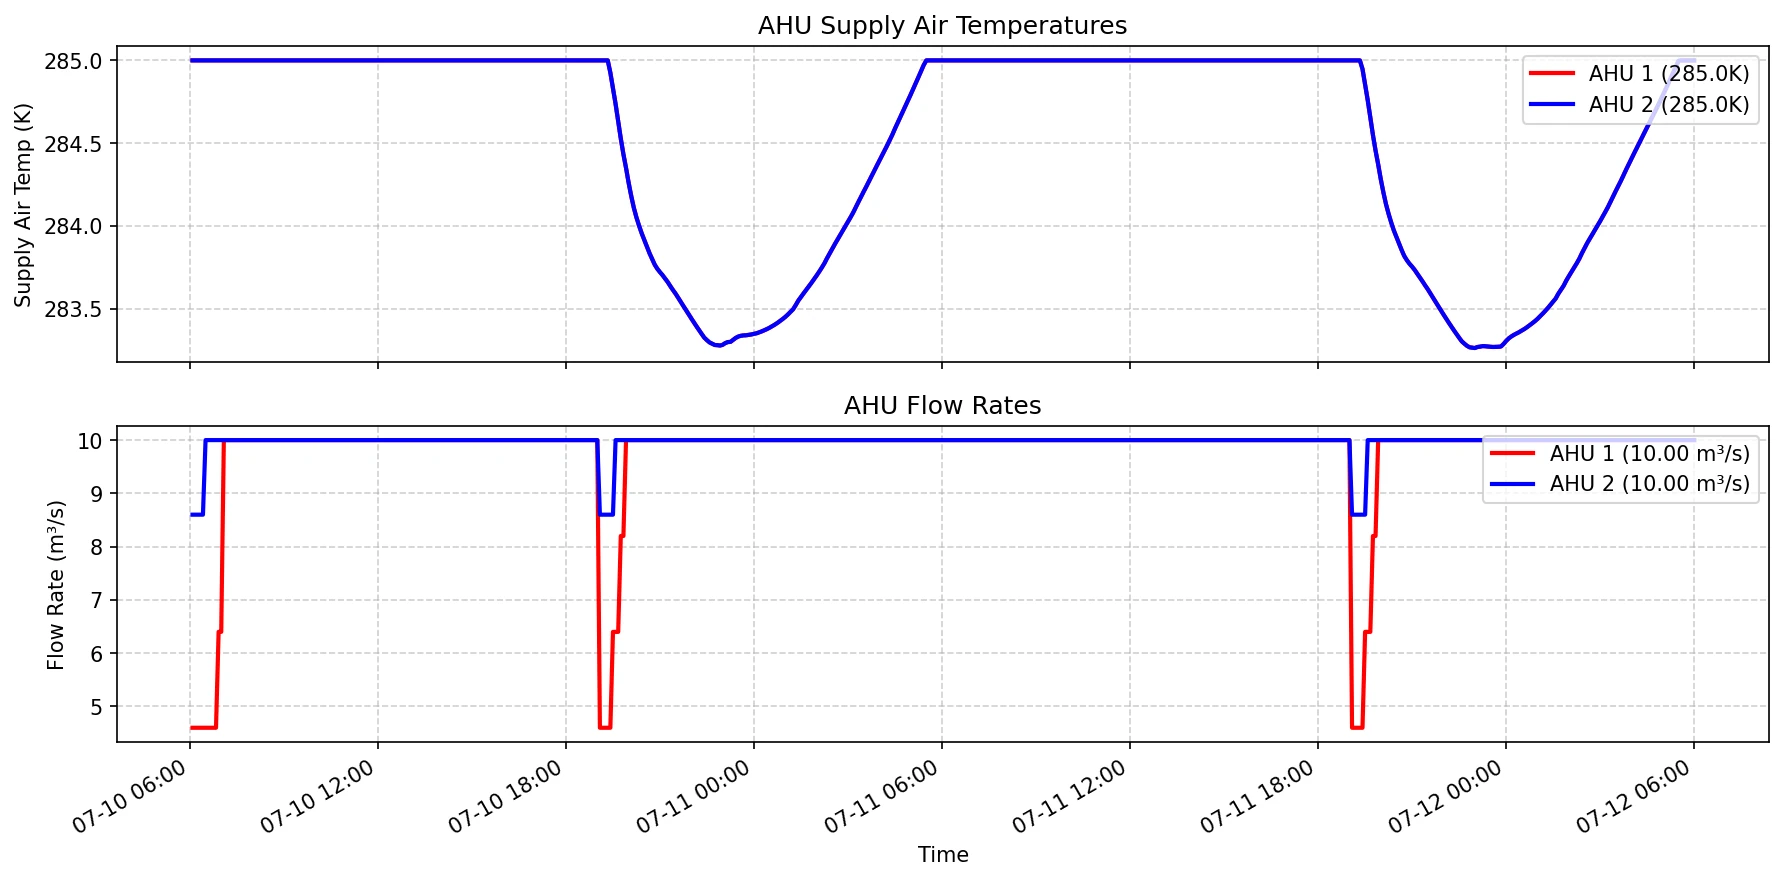 AHU Supply Air Temperatures
Supply Air Temp (K)
285.0
284.5
284.0
283.5
AHU 1 (285.0K)
AHU 2 (285.0K)
AHU Flow Rates
Flow Rate (m³/s)
10
9
8
7
6
5
AHU 1 (10.00 m³/s)
AHU 2 (10.00 m³/s)
07-10 06:00
07-10 12:00
07-10 18:00
07-11 00:00
07-11 06:00
07-11 12:00
07-11 18:00
07-12 00:00
07-12 06:00
Time